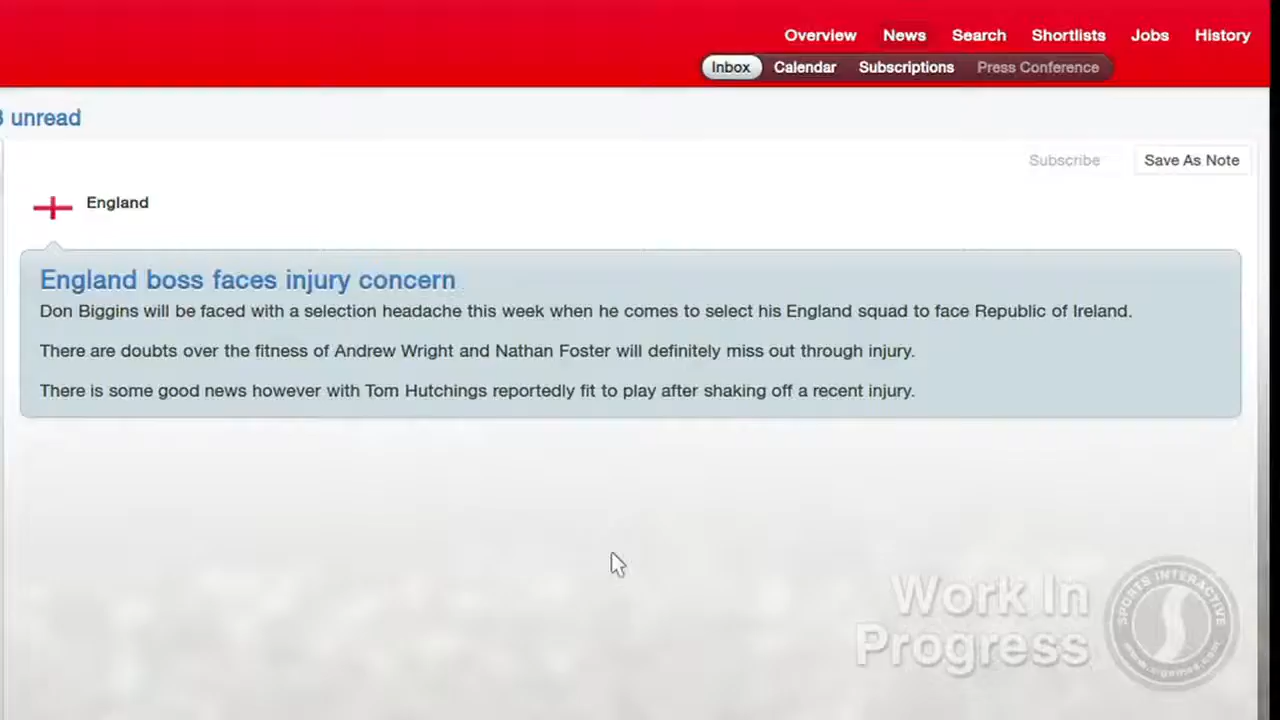 Overview News Search Shortlists Jobs History
Inbox Calendar Subscriptions Press Conference
unread
Subscribe Save As Note
England
England boss faces injury concern
Don Biggins will be faced with a selection headache this week when he comes to select his England squad to face Republic of Ireland.
There are doubts over the fitness of Andrew Wright and Nathan Foster will definitely miss out through injury.
There is some good news however with Tom Hutchings reportedly fit to play after shaking off a recent injury.
Work In
Progress
SPORTS INTERACTIVE